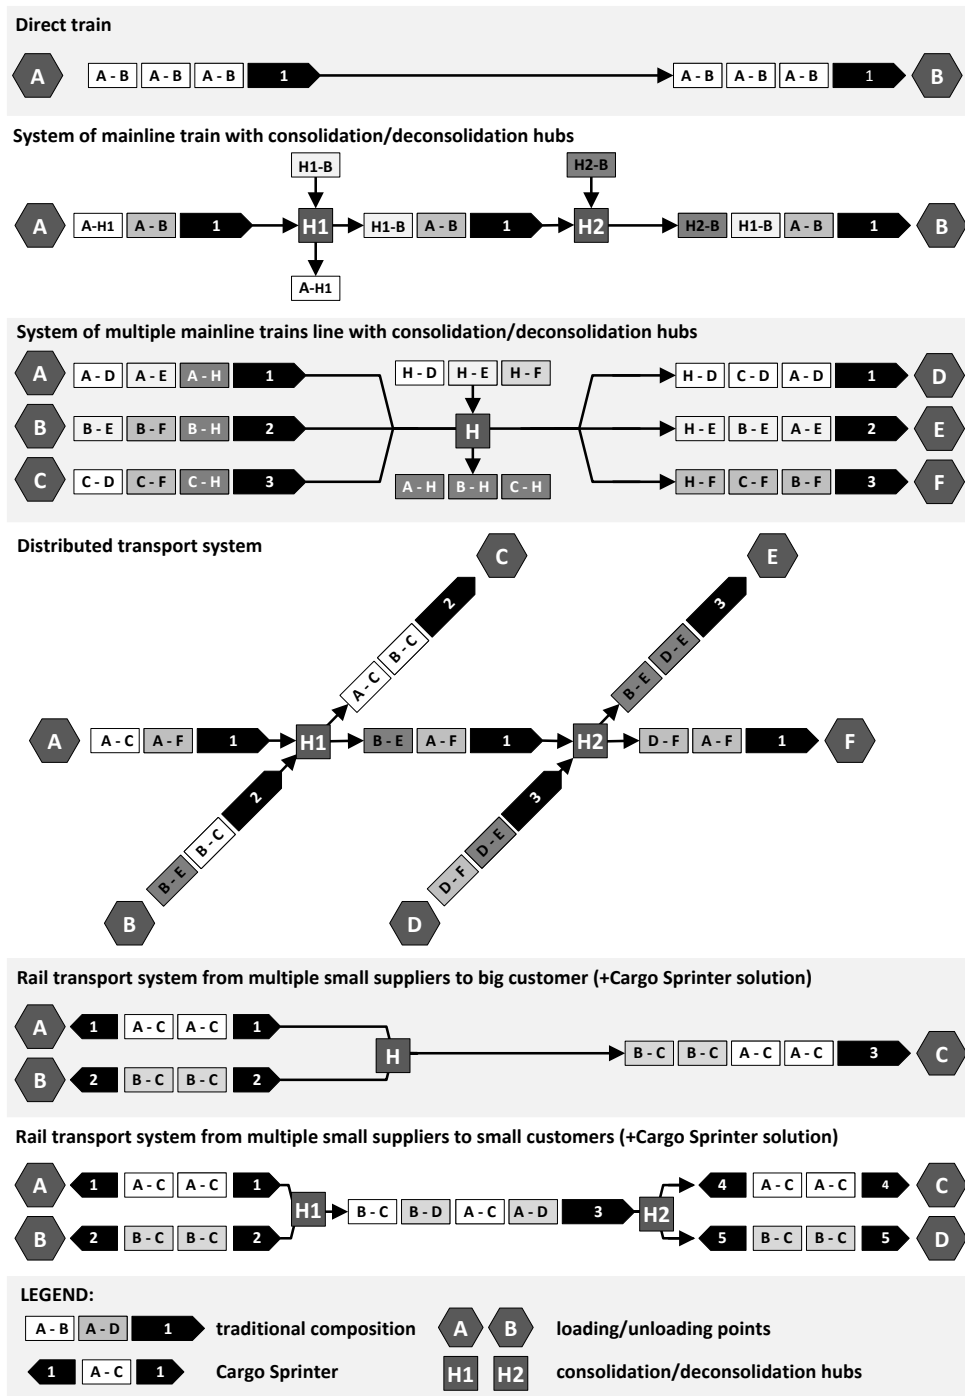 Direct train
A A - B A - B A - B 1 A - B A - B A - B 1 B
System of mainline train with consolidation/deconsolidation hubs
H1-B H2-B
A A-H1 A - B 1 H1 H1-B A - B 1 H2 H2-B H1-B A - B 1 B
A-H1
System of multiple mainline trains line with consolidation/deconsolidation hubs
A A - D A - E A - H 1 H - D H - E H - F H - D C - D A - D 1 D
B B - E B - F B - H 2 H H - E B - E A - E 2 E
C C - D C - F C - H 3 A - H B - H C - H H - F C - F B - F 3 F
Distributed transport system
C E
A - C B - C 2 B - E D - E 3
A A - C A - F 1 H1 B - E A - F 1 H2 D - F A - F 1 F
B - E B - C 2 D - F D - E 3
B D
Rail transport system from multiple small suppliers to big customer (+Cargo Sprinter solution)
A 1 A - C A - C 1
H B - C B - C A - C A - C 3 C
B 2 B - C B - C 2
Rail transport system from multiple small suppliers to small customers (+Cargo Sprinter solution)
A 1 A - C A - C 1 4 A - C A - C 4 C
H1 B - C B - D A - C A - D 3 H2
B 2 B - C B - C 2 5 B - C B - C 5 D
LEGEND:
A - B A - D 1 traditional composition A B loading/unloading points
1 A - C 1 Cargo Sprinter H1 H2 consolidation/deconsolidation hubs